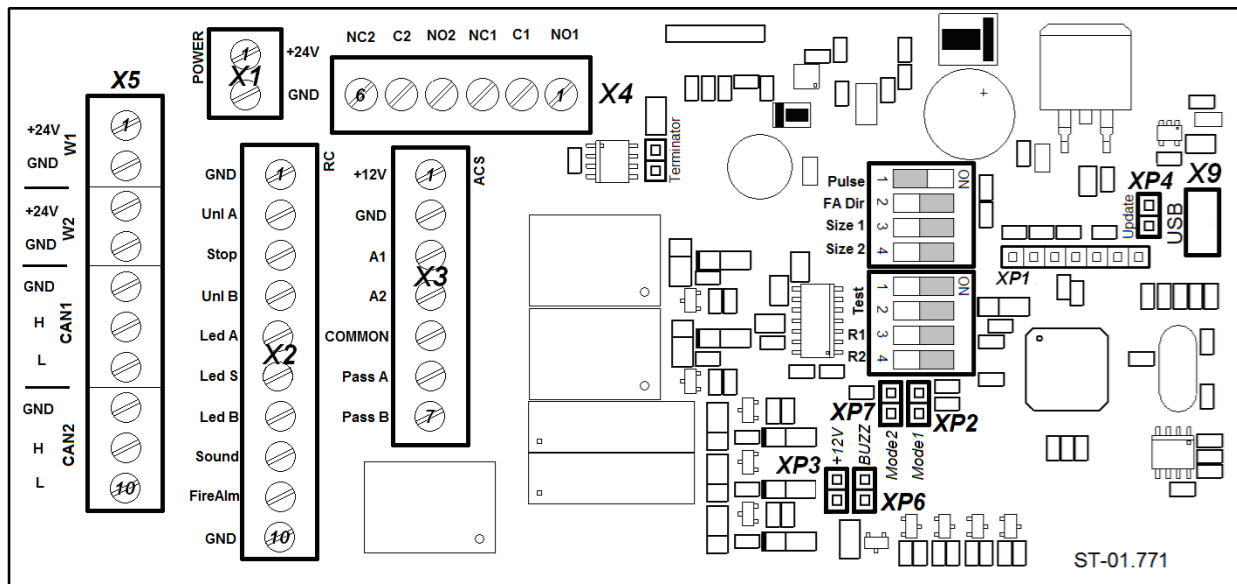 X5
1
+24V
GND
W1
+24V
GND
W2
GND
H
L
CAN1
GND
H
L
CAN2
10
POWER
1
X1
+24V
GND
NC2 C2 NO2 NC1 C1 NO1
6
1
X4
RC
GND
1
Unl A
Stop
Unl B
Led A
X2
Led S
Led B
Sound
FireAlm
GND
10
ACS
+12V
1
GND
A1
X3
A2
COMMON
Pass A
Pass B
7
Terminator
Pulse
FA Dir
Size 1
Size 2
1
2
3
4
ON
Test
R1
R2
1
2
3
4
ON
+
XP4
Update
X9
USB
XP1
XP7
XP2
Mode2
Mode1
XP3
+12V
BUZZ
XP6
ST-01.771